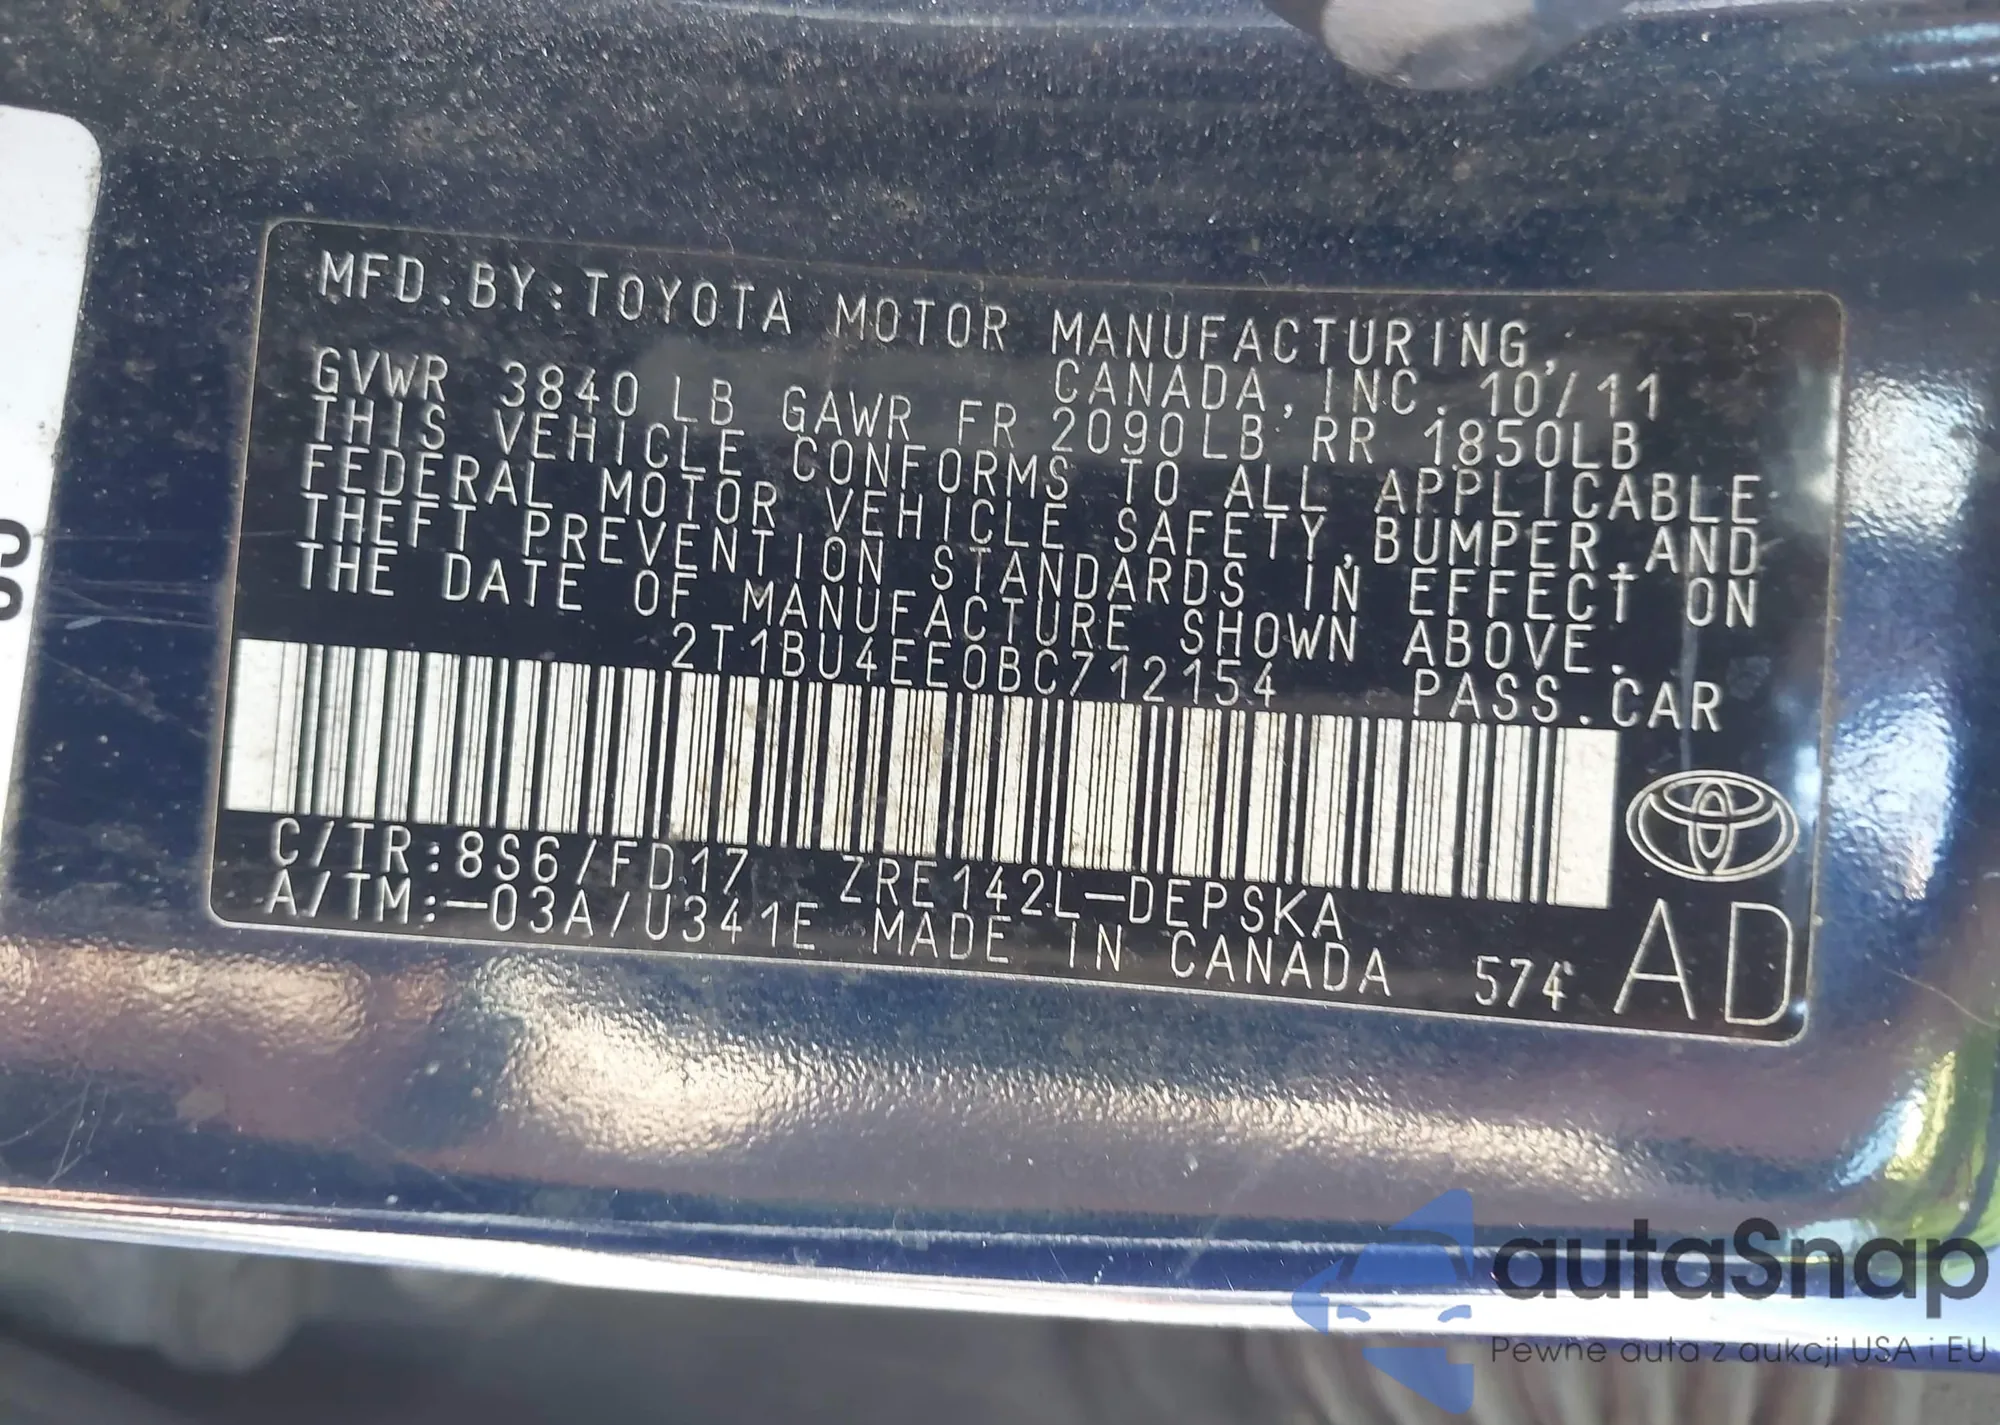 MFD.BY:TOYOTA MOTOR MANUFACTURING,
CANADA,INC. 10/11
GVWR 3840 LB GAWR FR 2090LB RR 1850LB
THIS VEHICLE CONFORMS TO ALL APPLICABLE
FEDERAL MOTOR VEHICLE SAFETY,BUMPER,AND
THEFT PREVENTION STANDARDS IN EFFECT ON
THE DATE OF MANUFACTURE SHOWN ABOVE.
2T1BU4EE0BC712154 PASS.CAR
C/TR:8S6/FD17 ZRE142L-DEPSKA
A/TM:-03A/U341E MADE IN CANADA 574
AD
autaSnap
Pewne auta z aukcji USA i EU